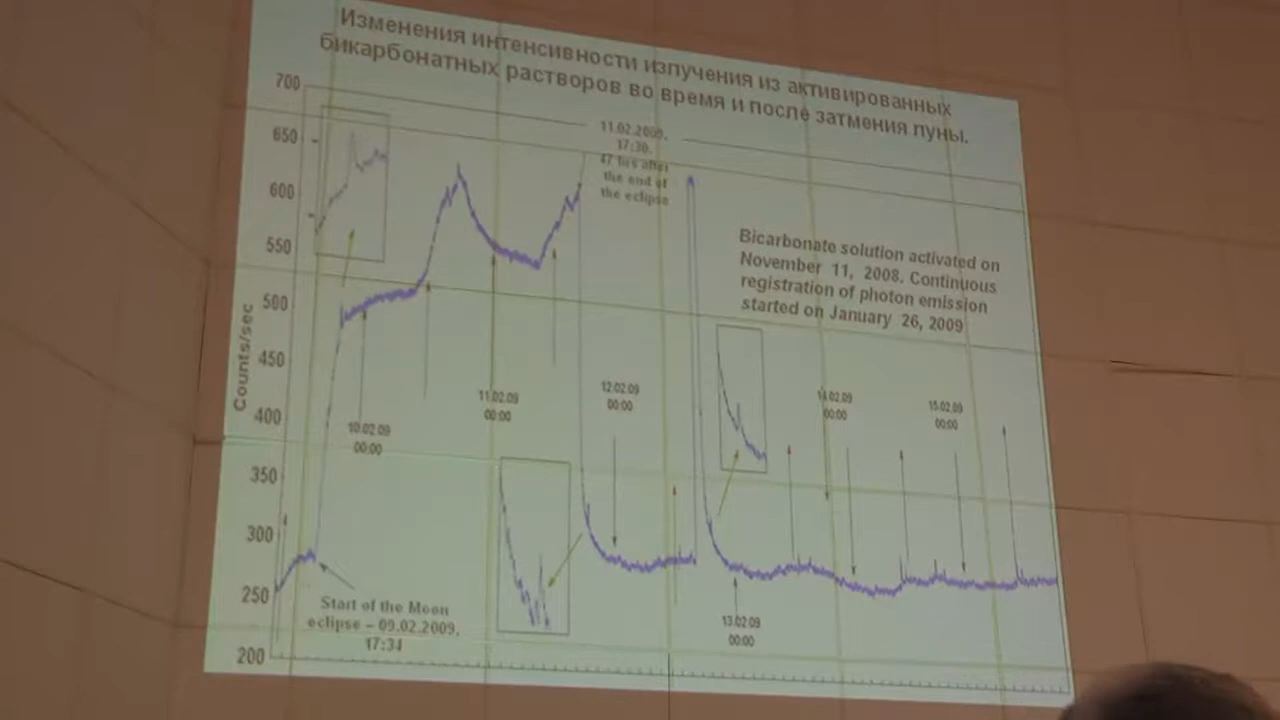 Изменения интенсивности излучения из активированных
бикарбонатных растворов во время и после затмения луны.
700
650
600
550
500
450
400
350
300
250
200
Counts/sec
11.02.2009.
17:30.
47 hrs after
the end of
the eclipse
Bicarbonate solution activated on
November 11, 2008. Continuous
registration of photon emission
started on January 26, 2009
10.02.09
00:00
11.02.09
00:00
12.02.09
00:00
14.02.09
00:00
15.02.09
00:00
Start of the Moon
eclipse – 09.02.2009.
17:34
13.02.09
00:00